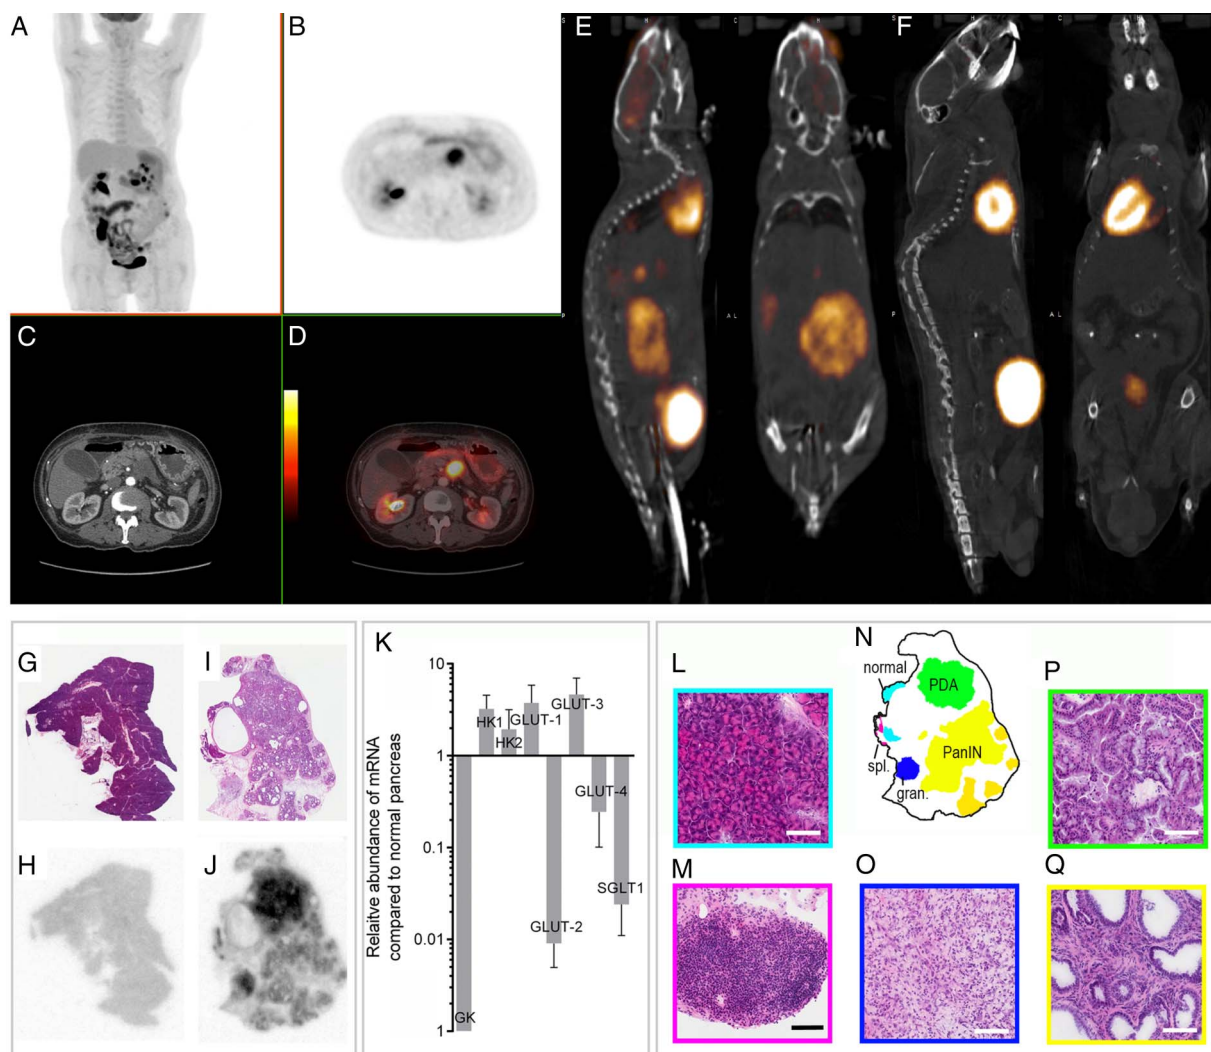 A
B
C
D
E
F
S
H
C
H
S
H
C
P
A L
P
A L
G
I
H
J
K
Relaitve abundance of mRNA
compared to normal pancreas
10
1
0.1
0.01
1
HK1
HK2
GLUT-1
GLUT-3
GLUT-4
SGLT1
GLUT-2
GK
L
M
N
normal
PDA
PanIN
spl.
gran.
O
P
Q